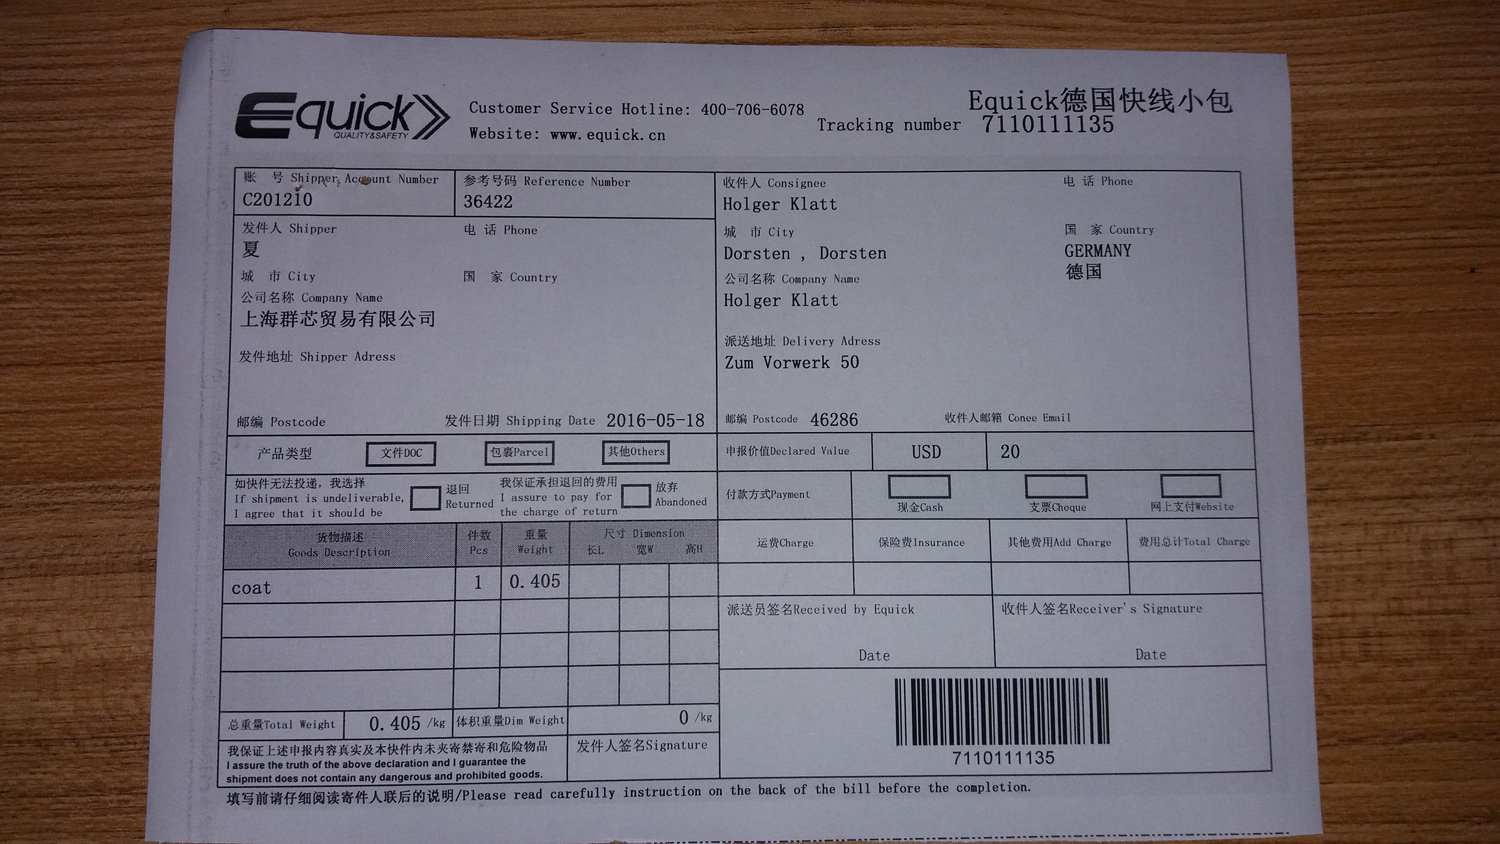 Equick
QUALITY&SAFETY
Customer Service Hotline: 400-706-6078
Website: www.equick.cn
Equick德国快线小包
Tracking number 7110111135
账 号 Shipper Account Number
C201210
参考号码 Reference Number
36422
发件人 Shipper
夏
电 话 Phone
城 市 City
国 家 Country
公司名称 Company Name
上海群芯贸易有限公司
发件地址 Shipper Adress
邮编 Postcode
发件日期 Shipping Date 2016-05-18
收件人 Consignee
Holger Klatt
电 话 Phone
城 市 City
Dorsten , Dorsten
国 家 Country
GERMANY
德国
公司名称 Company Name
Holger Klatt
派送地址 Delivery Adress
Zum Vorwerk 50
邮编 Postcode 46286
收件人邮箱 Conee Email
产品类型 文件DOC 包裹Parcel 其他Others
申报价值Declared Value USD 20
如快件无法投递，我选择
If shipment is undeliverable,
I agree that it should be
退回
Returned
我保证承担退回的费用
I assure to pay for
the charge of return
放弃
Abandoned
付款方式Payment
现金Cash
支票Cheque
网上支付Website
货物描述
Goods Description
件数
Pcs
重量
Weight
尺寸 Dimension
长L 宽W 高H
coat 1 0.405
运费Charge 保险费Insurance 其他费用Add Charge 费用总计Total Charge
派送员签名Received by Equick
Date
收件人签名Receiver's Signature
Date
总重量Total Weight 0.405 /kg 体积重量Dim Weight 0 /kg
我保证上述申报内容真实及本快件内未夹寄禁寄和危险物品
I assure the truth of the above declaration and I guarantee the
shipment does not contain any dangerous and prohibited goods.
发件人签名Signature
7110111135
填写前请仔细阅读寄件人联后的说明/Please read carefully instruction on the back of the bill before the completion.